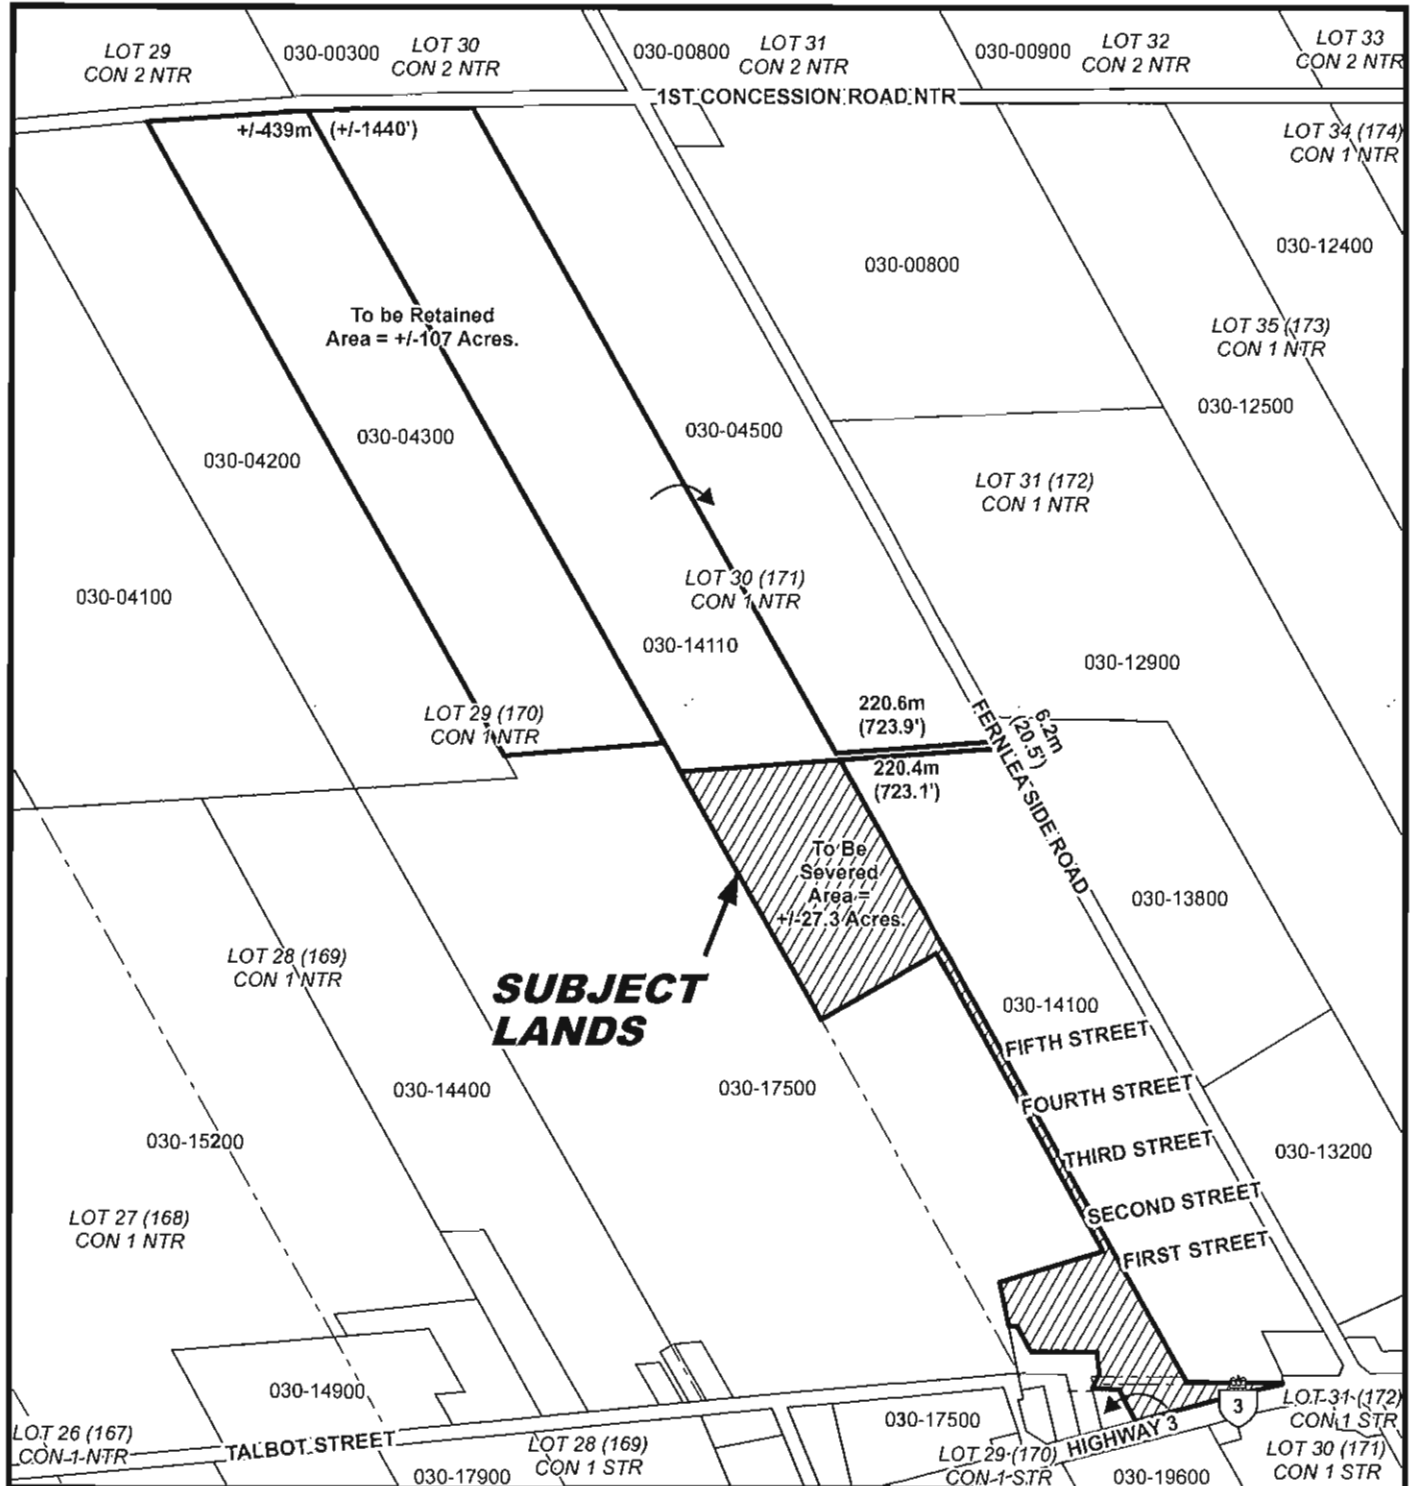 LOT 29
CON 2 NTR
030-00300
LOT 30
CON 2 NTR
030-00800
LOT 31
CON 2 NTR
030-00900
LOT 32
CON 2 NTR
LOT 33
CON 2 NTR
1ST CONCESSION ROAD NTR
+/-439m (+/-1440')
LOT 34 (174)
CON 1 NTR
030-12400
030-00800
To be Retained
Area = +/-107 Acres.
LOT 35 (173)
CON 1 NTR
030-12500
030-04200
030-04300
030-04500
LOT 31 (172)
CON 1 NTR
030-04100
LOT 30 (171)
CON 1 NTR
030-14110
030-12900
LOT 29 (170)
CON 1 NTR
220.6m
(723.9')
6.2m
(20.5')
FERNLEA SIDE ROAD
220.4m
(723.1')
To Be
Severed
Area =
+/-27.3 Acres.
030-13800
LOT 28 (169)
CON 1 NTR
SUBJECT
LANDS
030-14100
FIFTH STREET
030-14400
030-17500
FOURTH STREET
030-15200
THIRD STREET
030-13200
LOT 27 (168)
CON 1 NTR
SECOND STREET
FIRST STREET
030-14900
LOT 26 (167)
CON 1 NTR
TALBOT STREET
LOT 28 (169)
CON 1 STR
030-17900
030-17500
LOT 29 (170)
CON 1 STR
HIGHWAY 3
3
030-19600
LOT 31 (172)
CON 1 STR
LOT 30 (171)
CON 1 STR